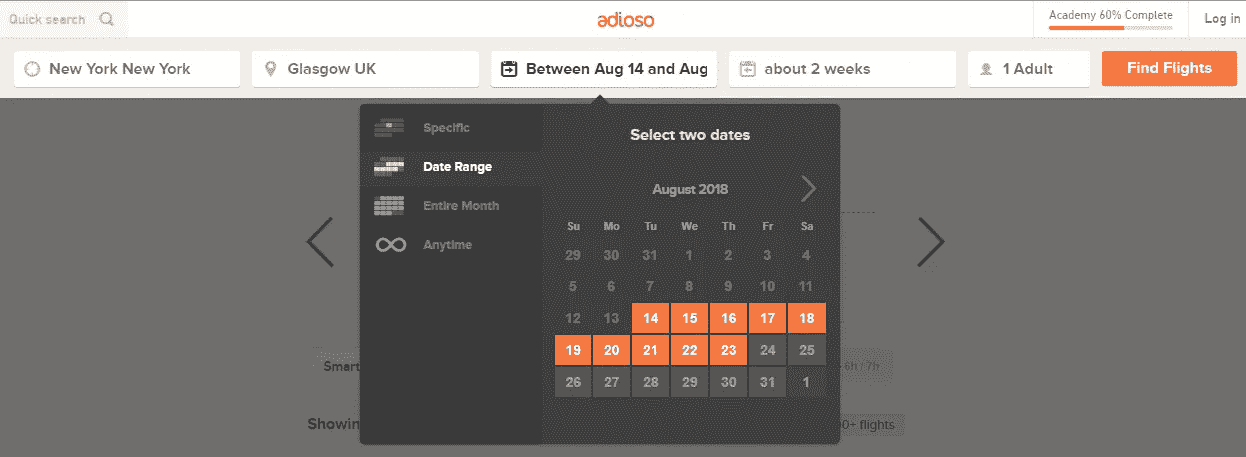 Quick search
adioso
Academy 60% Complete
Log in
New York New York
Glasgow UK
Between Aug 14 and Aug
about 2 weeks
1 Adult
Find Flights
Specific
Date Range
Entire Month
Anytime
Select two dates
August 2018
Su Mo Tu We Th Fr Sa
29 30 31 1 2 3 4
5 6 7 8 9 10 11
12 13 14 15 16 17 18
19 20 21 22 23 24 25
26 27 28 29 30 31 1
Smart
6h / 7h
Showin
0+ flights